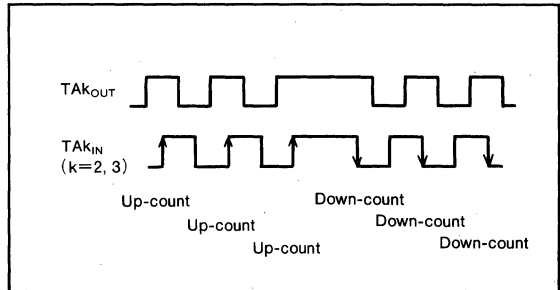 TAkOUT
TAkIN
(k=2, 3)
Up-count
Down-count
Up-count
Down-count
Up-count
Down-count